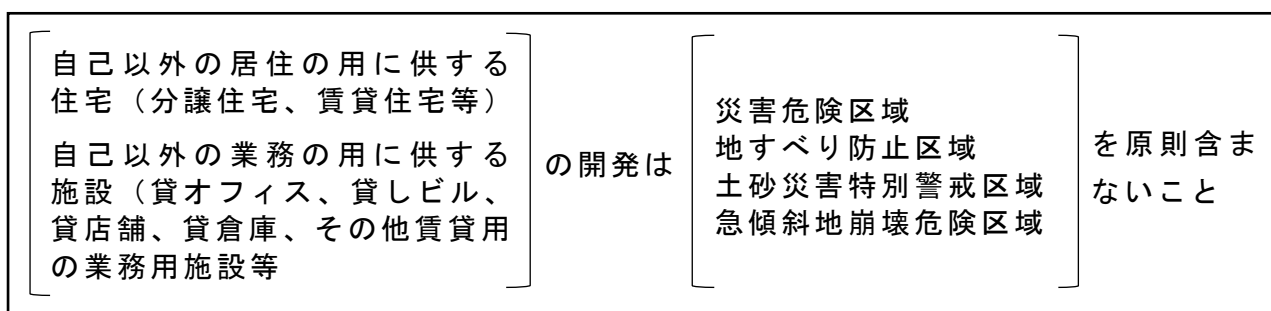 自己以外の居住の用に供する
住宅（分譲住宅、賃貸住宅等）
自己以外の業務の用に供する
施設（貸オフィス、貸しビル、
貸店舗、貸倉庫、その他賃貸用
の業務用施設等
の開発は
災害危険区域
地すべり防止区域
土砂災害特別警戒区域
急傾斜地崩壊危険区域
を原則含ま
ないこと